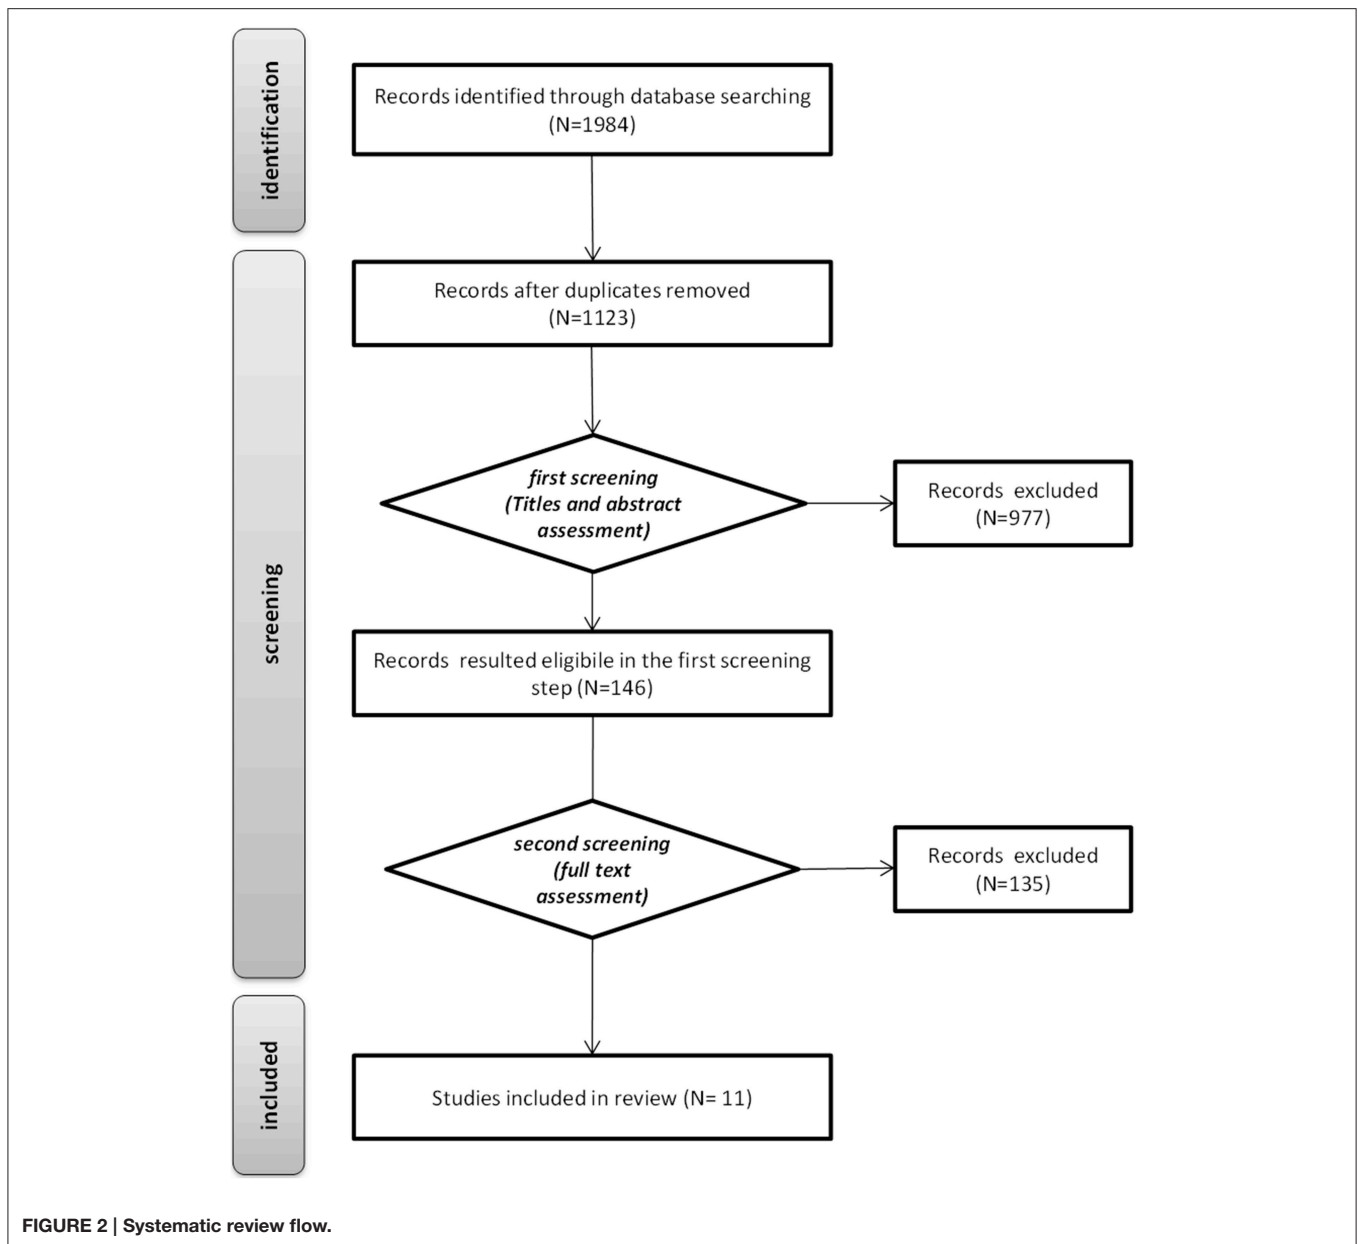 identification
Records identified through database searching
(N=1984)
screening
Records after duplicates removed
(N=1123)
first screening
(Titles and abstract
assessment)
Records excluded
(N=977)
Records resulted eligibile in the first screening
step (N=146)
second screening
(full text
assessment)
Records excluded
(N=135)
included
Studies included in review (N= 11)
FIGURE 2 | Systematic review flow.